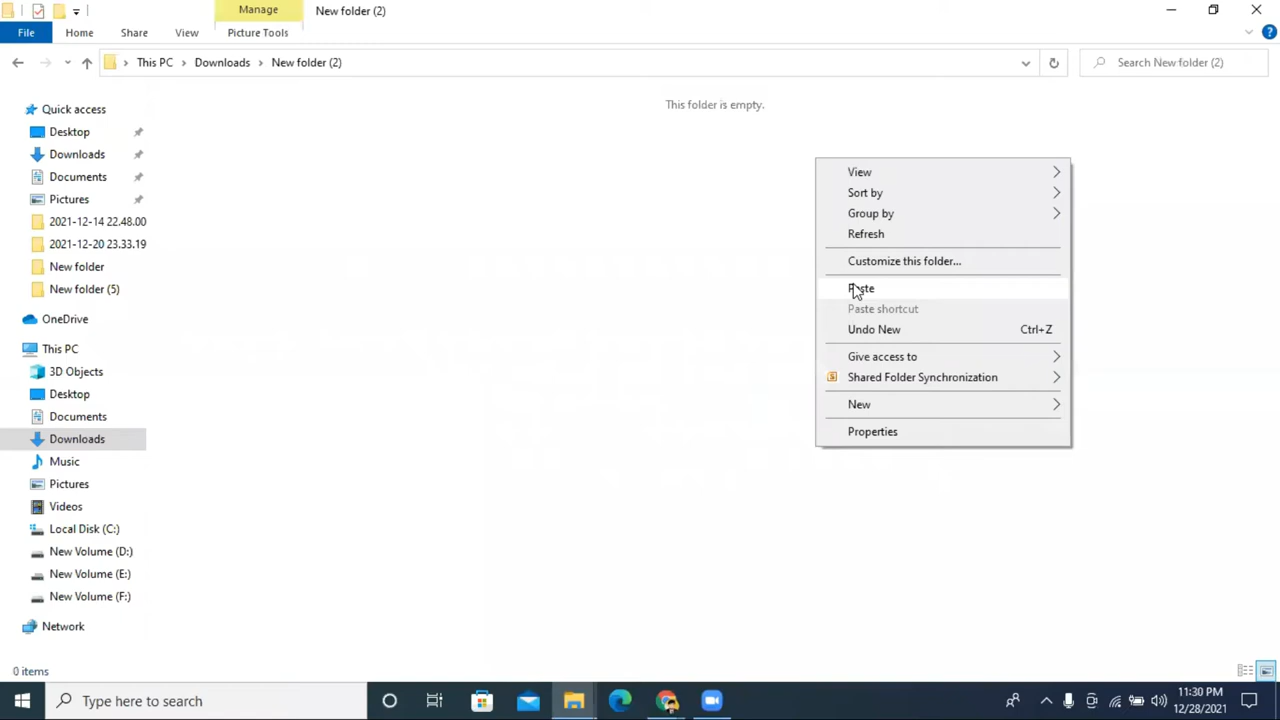 Manage
New folder (2)
File
Home
Share
View
Picture Tools
This PC
Downloads
New folder (2)
Search New folder (2)
This folder is empty.
Quick access
Desktop
Downloads
Documents
Pictures
2021-12-14 22.48.00
2021-12-20 23.33.19
New folder
New folder (5)
OneDrive
This PC
3D Objects
Desktop
Documents
Downloads
Music
Pictures
Videos
Local Disk (C:)
New Volume (D:)
New Volume (E:)
New Volume (F:)
Network
View
Sort by
Group by
Refresh
Customize this folder...
Paste
Paste shortcut
Undo New Ctrl+Z
Give access to
Shared Folder Synchronization
New
Properties
0 items
Type here to search
11:30 PM
12/28/2021